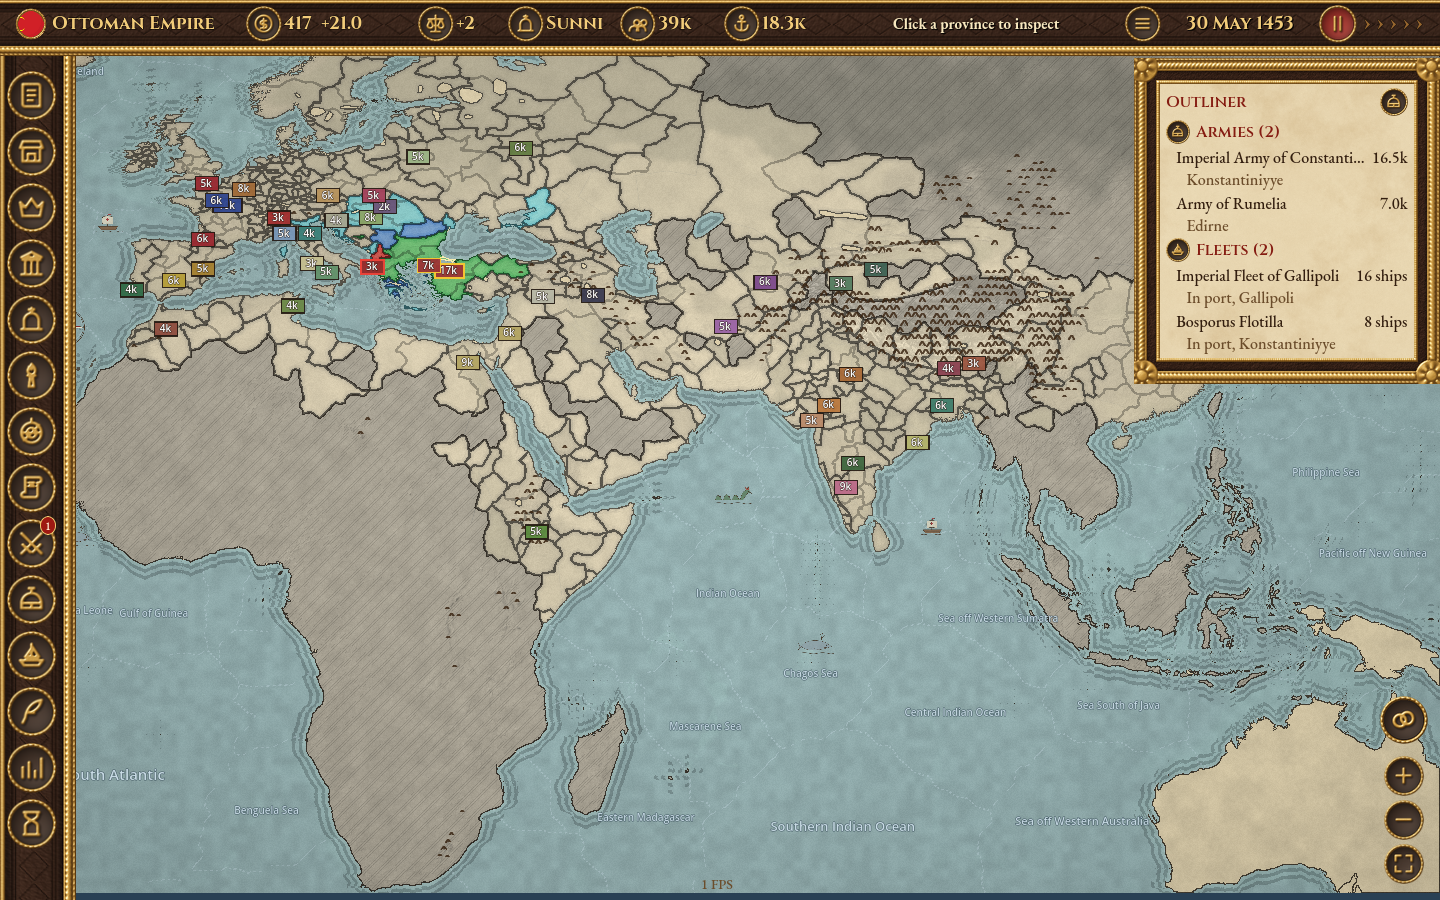 OTTOMAN EMPIRE
417 +21.0
+2
SUNNI
39K
18.3K
Click a province to inspect
30 MAY 1453
OUTLINER
ARMIES (2)
Imperial Army of Constanti... 16.5k
Konstantiniyye
Army of Rumelia 7.0k
Edirne
FLEETS (2)
Imperial Fleet of Gallipoli 16 ships
In port, Gallipoli
Bosporus Flotilla 8 ships
In port, Konstantiniyye
eland
5k
6k
5k
8k
6k
6k
5k
2k
3k
4k
8k
5k
4k
6k
3k
5k
5k
6k
4k
3k
7k
17k
5k
8k
4k
4k
6k
9k
6k
3k
5k
5k
6k
4k
3k
6k
5k
6k
6k
6k
9k
5k
1
Philippine Sea
Pacific off New Guinea
Indian Ocean
a Leone
Gulf of Guinea
Sea off Western Sumatra
Chagos Sea
Sea South of Java
Central Indian Ocean
Mascarene Sea
outh Atlantic
Benguela Sea
Eastern Madagascar
Southern Indian Ocean
Sea off Western Australia
1 FPS